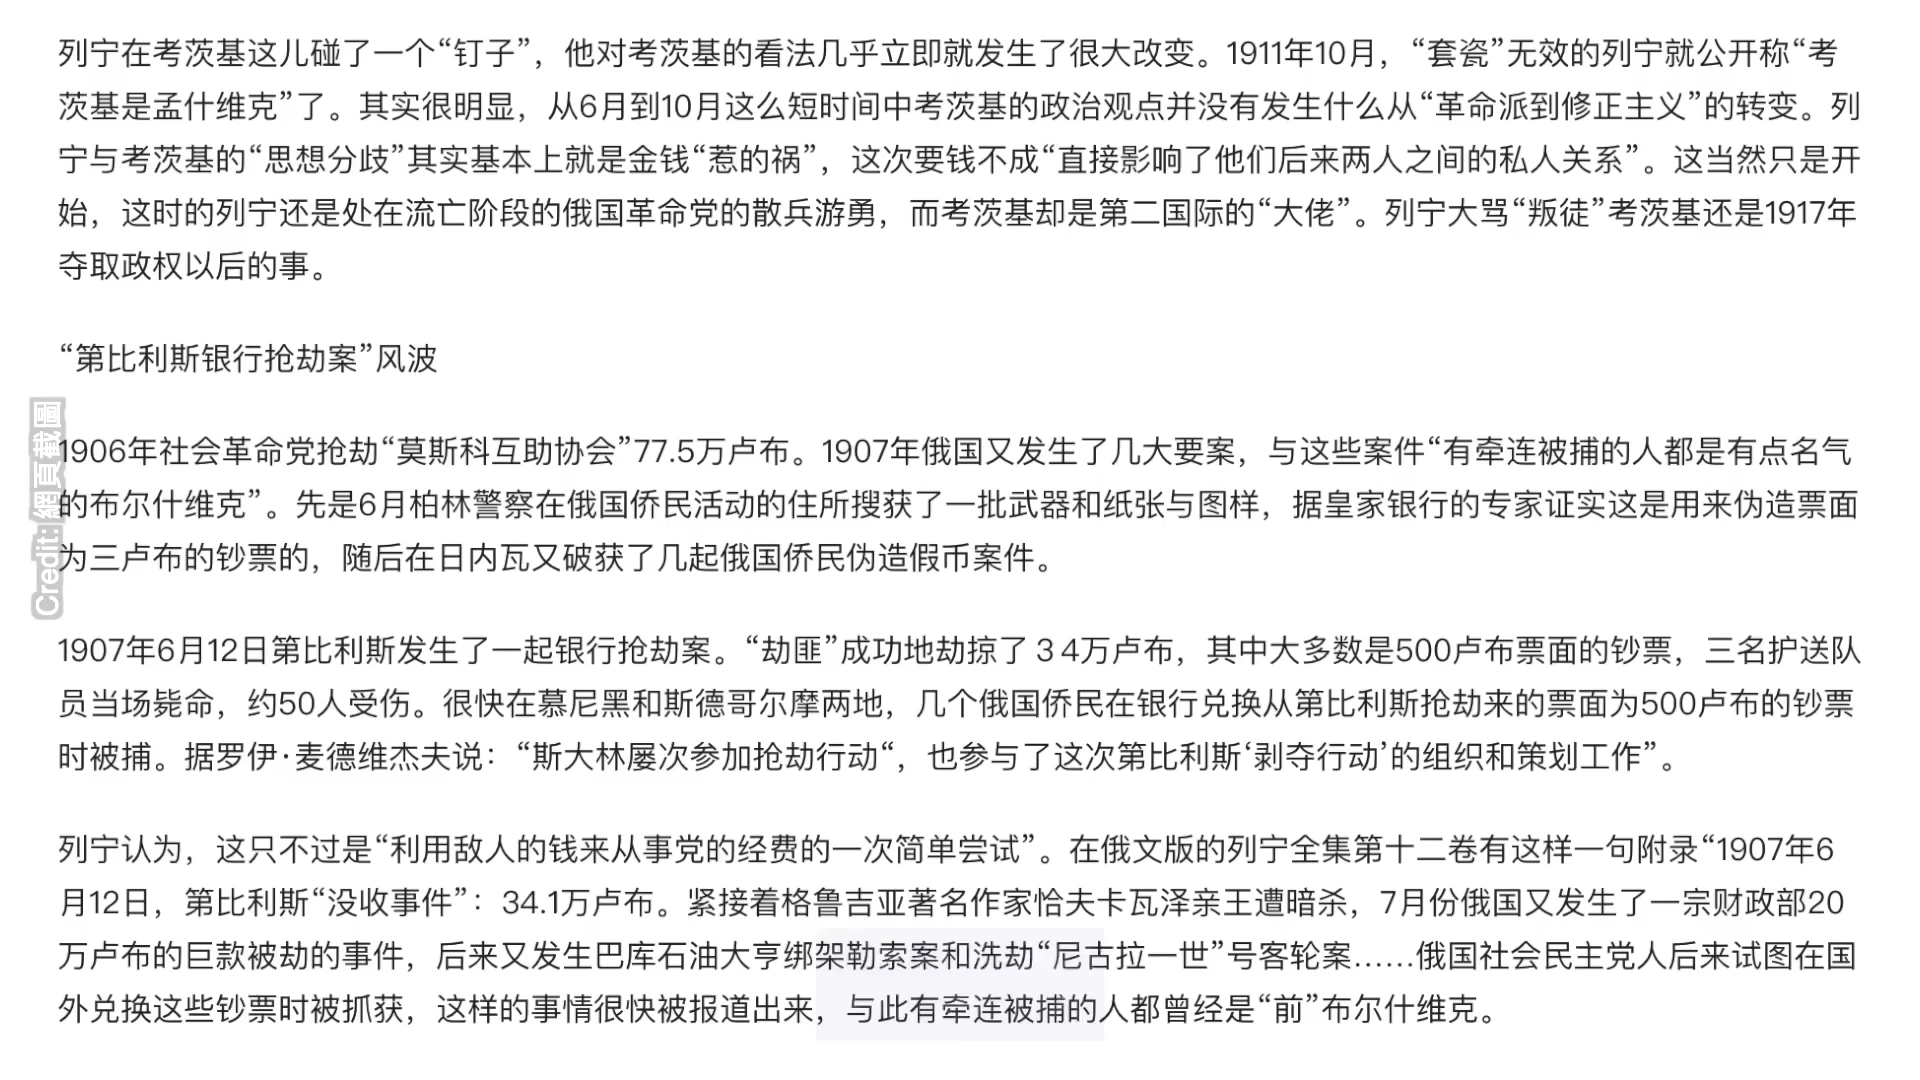 列宁在考茨基这儿碰了一个“钉子”，他对考茨基的看法几乎立即就发生了很大改变。1911年10月，“套瓷”无效的列宁就公开称“考
茨基是孟什维克”了。其实很明显，从6月到10月这么短时间中考茨基的政治观点并没有发生什么从“革命派到修正主义”的转变。列
宁与考茨基的“思想分歧”其实基本上就是金钱“惹的祸”，这次要钱不成“直接影响了他们后来两人之间的私人关系”。这当然只是开
始，这时的列宁还是处在流亡阶段的俄国革命党的散兵游勇，而考茨基却是第二国际的“大佬”。列宁大骂“叛徒”考茨基还是1917年
夺取政权以后的事。
“第比利斯银行抢劫案”风波
1906年社会革命党抢劫“莫斯科互助协会”77.5万卢布。1907年俄国又发生了几大要案，与这些案件“有牵连被捕的人都是有点名气
的布尔什维克”。先是6月柏林警察在俄国侨民活动的住所搜获了一批武器和纸张与图样，据皇家银行的专家证实这是用来伪造票面
为三卢布的钞票的，随后在日内瓦又破获了几起俄国侨民伪造假币案件。
1907年6月12日第比利斯发生了一起银行抢劫案。“劫匪”成功地劫掠了３4万卢布，其中大多数是500卢布票面的钞票，三名护送队
员当场毙命，约50人受伤。很快在慕尼黑和斯德哥尔摩两地，几个俄国侨民在银行兑换从第比利斯抢劫来的票面为500卢布的钞票
时被捕。据罗伊·麦德维杰夫说：“斯大林屡次参加抢劫行动“，也参与了这次第比利斯‘剥夺行动’的组织和策划工作”。
列宁认为，这只不过是“利用敌人的钱来从事党的经费的一次简单尝试”。在俄文版的列宁全集第十二卷有这样一句附录“1907年6
月12日，第比利斯“没收事件”：34.1万卢布。紧接着格鲁吉亚著名作家恰夫卡瓦泽亲王遭暗杀，7月份俄国又发生了一宗财政部20
万卢布的巨款被劫的事件，后来又发生巴库石油大亨绑架勒索案和洗劫“尼古拉一世”号客轮案……俄国社会民主党人后来试图在国
外兑换这些钞票时被抓获，这样的事情很快被报道出来，与此有牵连被捕的人都曾经是“前”布尔什维克。
Credit:網頁截圖